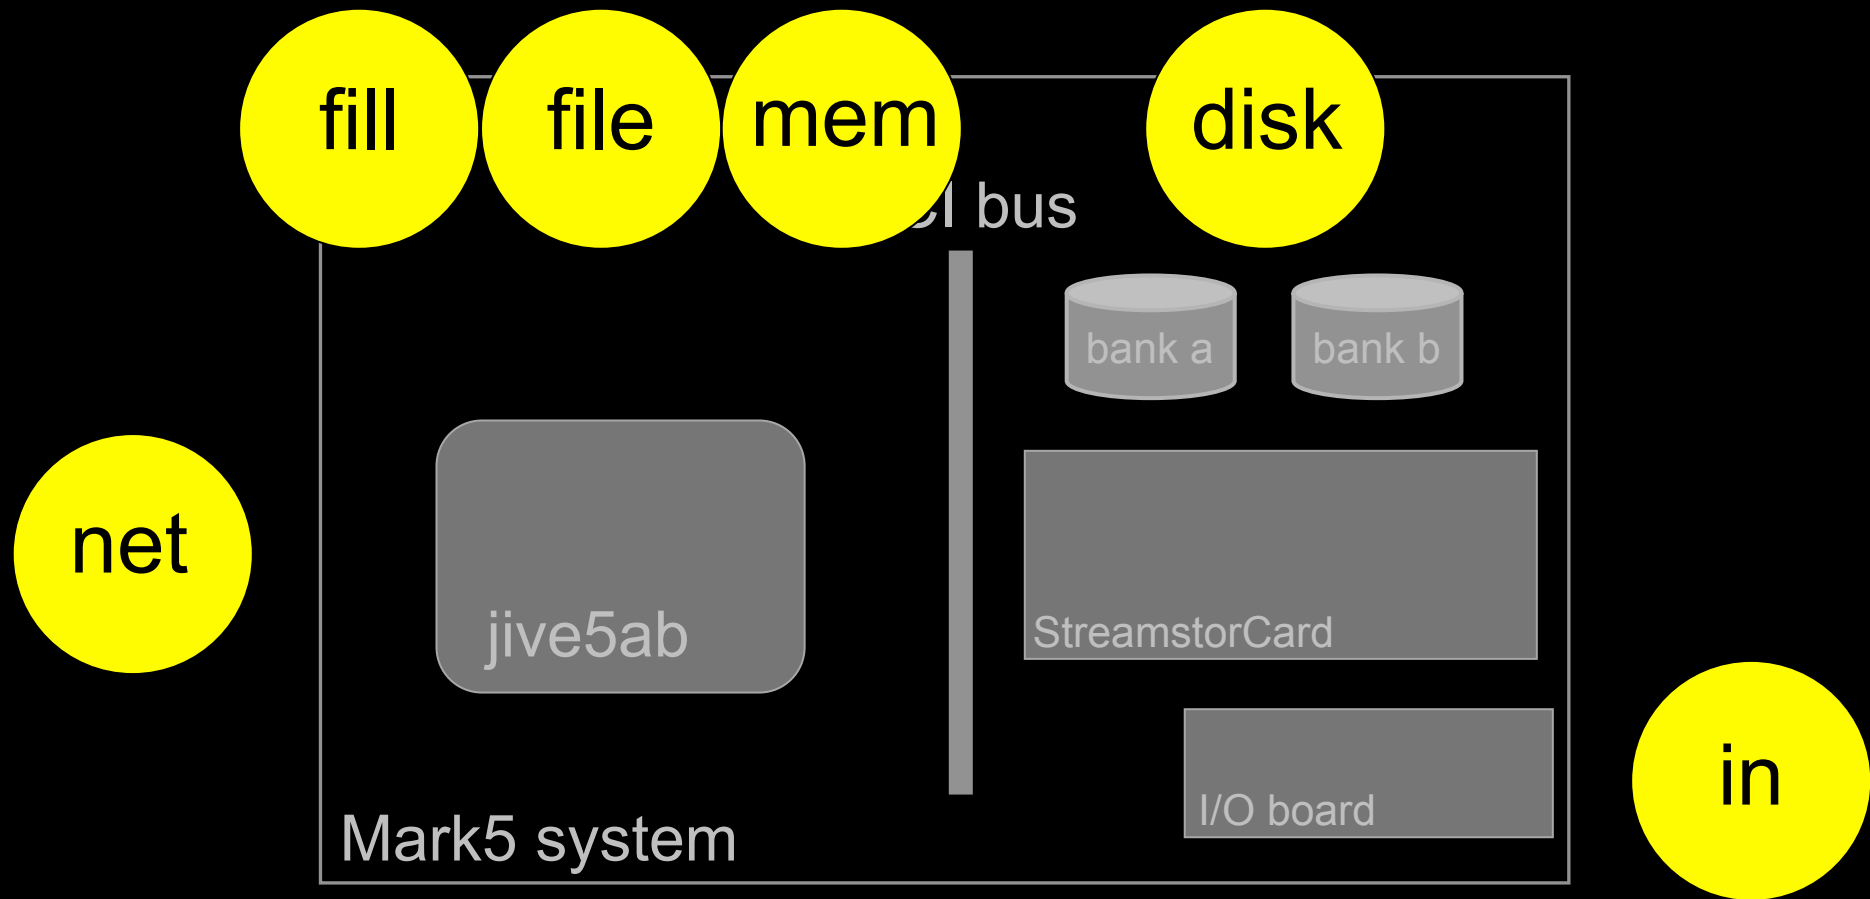 fill
file
mem
disk
bus
bank a
bank b
net
jive5ab
StreamstorCard
in
I/O board
Mark5 system